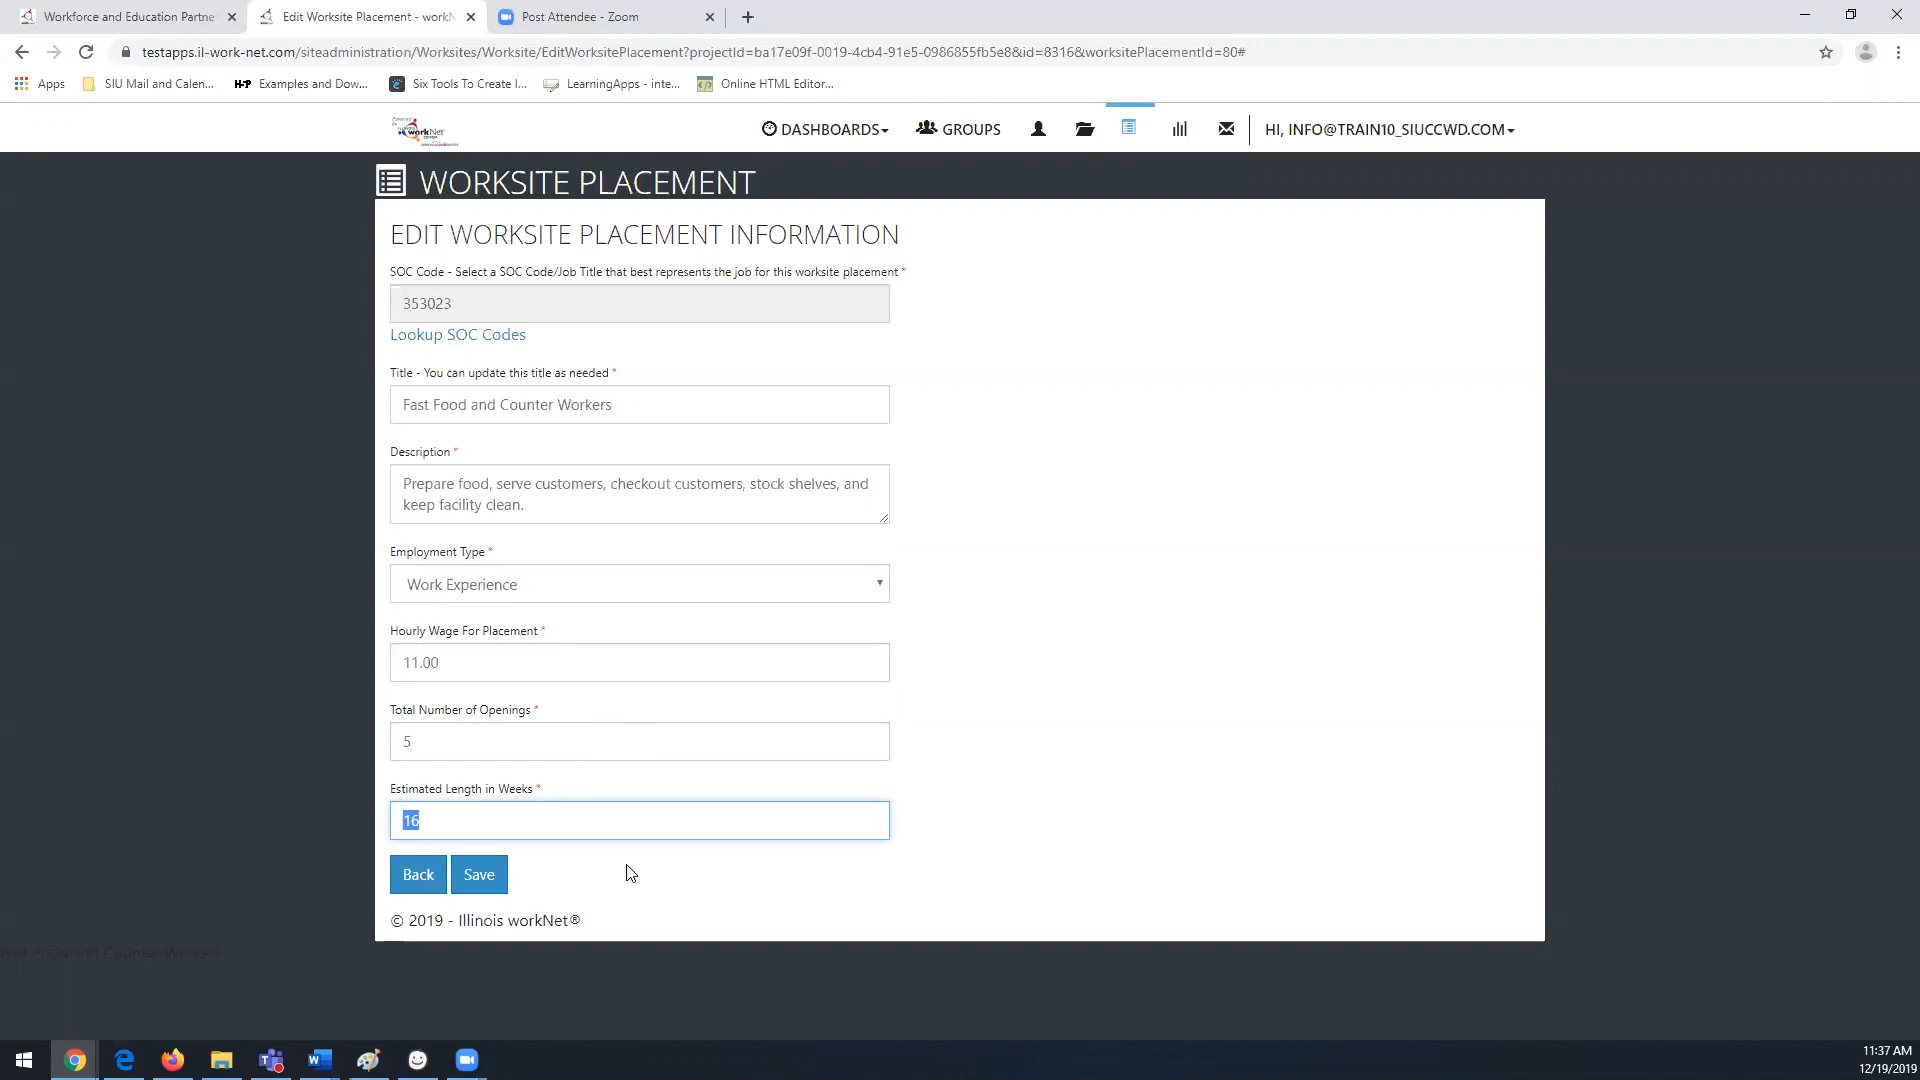 Workforce and Education Partne
Edit Worksite Placement - workN
Post Attendee - Zoom
testapps.il-work-net.com/siteadministration/Worksites/Worksite/EditWorksitePlacement?projectId=ba17e09f-0019-4cb4-91e5-0986855fb5e8&id=8316&worksitePlacementId=80#
Apps
SIU Mail and Calen...
H+P Examples and Dow...
Six Tools To Create I...
LearningApps - inte...
Online HTML Editor...
workNet
DASHBOARDS
GROUPS
HI, INFO@TRAIN10_SIUCCWD.COM
WORKSITE PLACEMENT
EDIT WORKSITE PLACEMENT INFORMATION
SOC Code - Select a SOC Code/Job Title that best represents the job for this worksite placement *
353023
Lookup SOC Codes
Title - You can update this title as needed *
Fast Food and Counter Workers
Description *
Prepare food, serve customers, checkout customers, stock shelves, and
keep facility clean.
Employment Type *
Work Experience
Hourly Wage For Placement *
11.00
Total Number of Openings *
5
Estimated Length in Weeks *
16
Back
Save
© 2019 - Illinois workNet®
Fast Food and Counter Workers
11:37 AM
12/19/2019